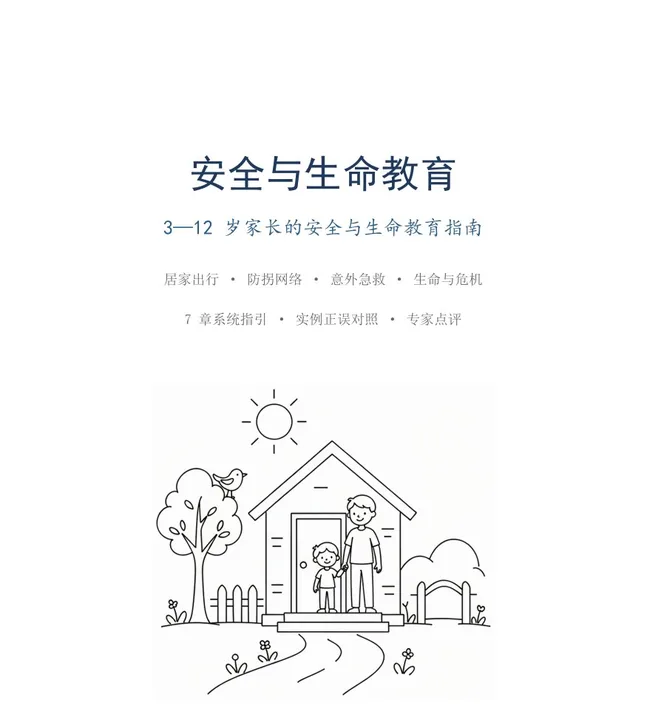 安全与生命教育
3—12 岁家长的安全与生命教育指南
居家出行 · 防拐网络 · 意外急救 · 生命与危机
7 章系统指引 · 实例正误对照 · 专家点评